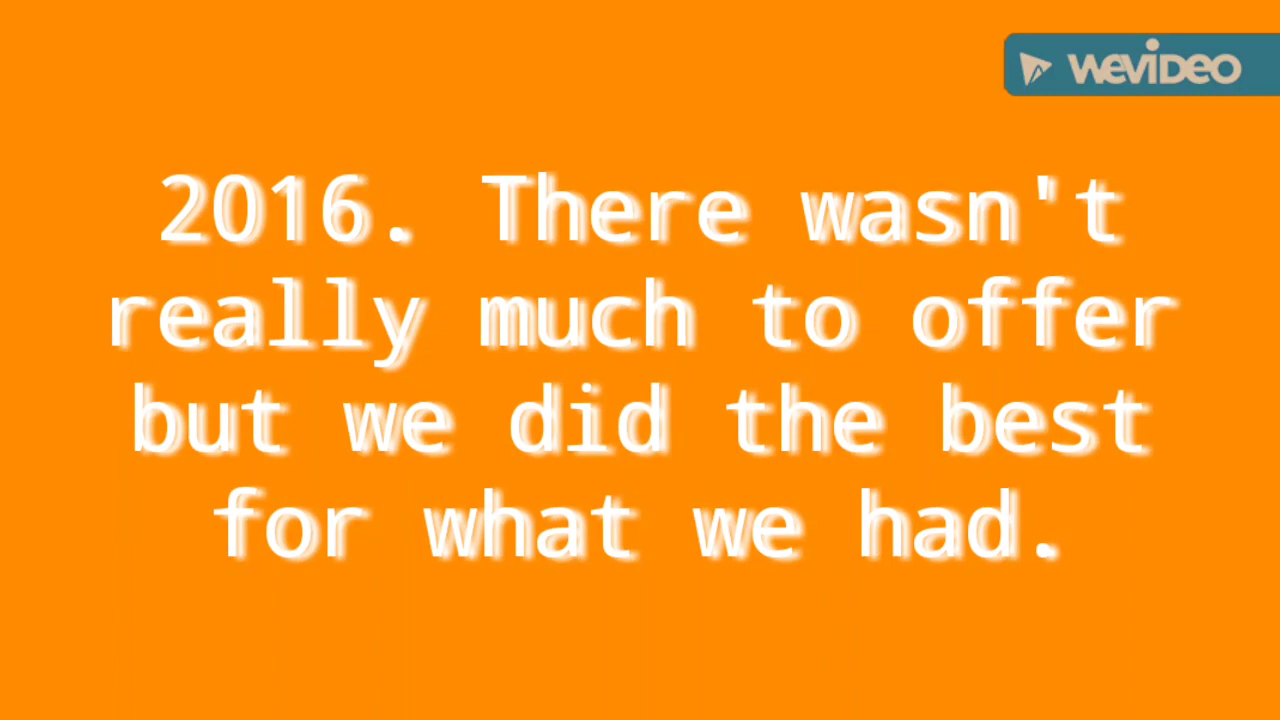 WeVideo
2016. There wasn't
really much to offer
but we did the best
for what we had.